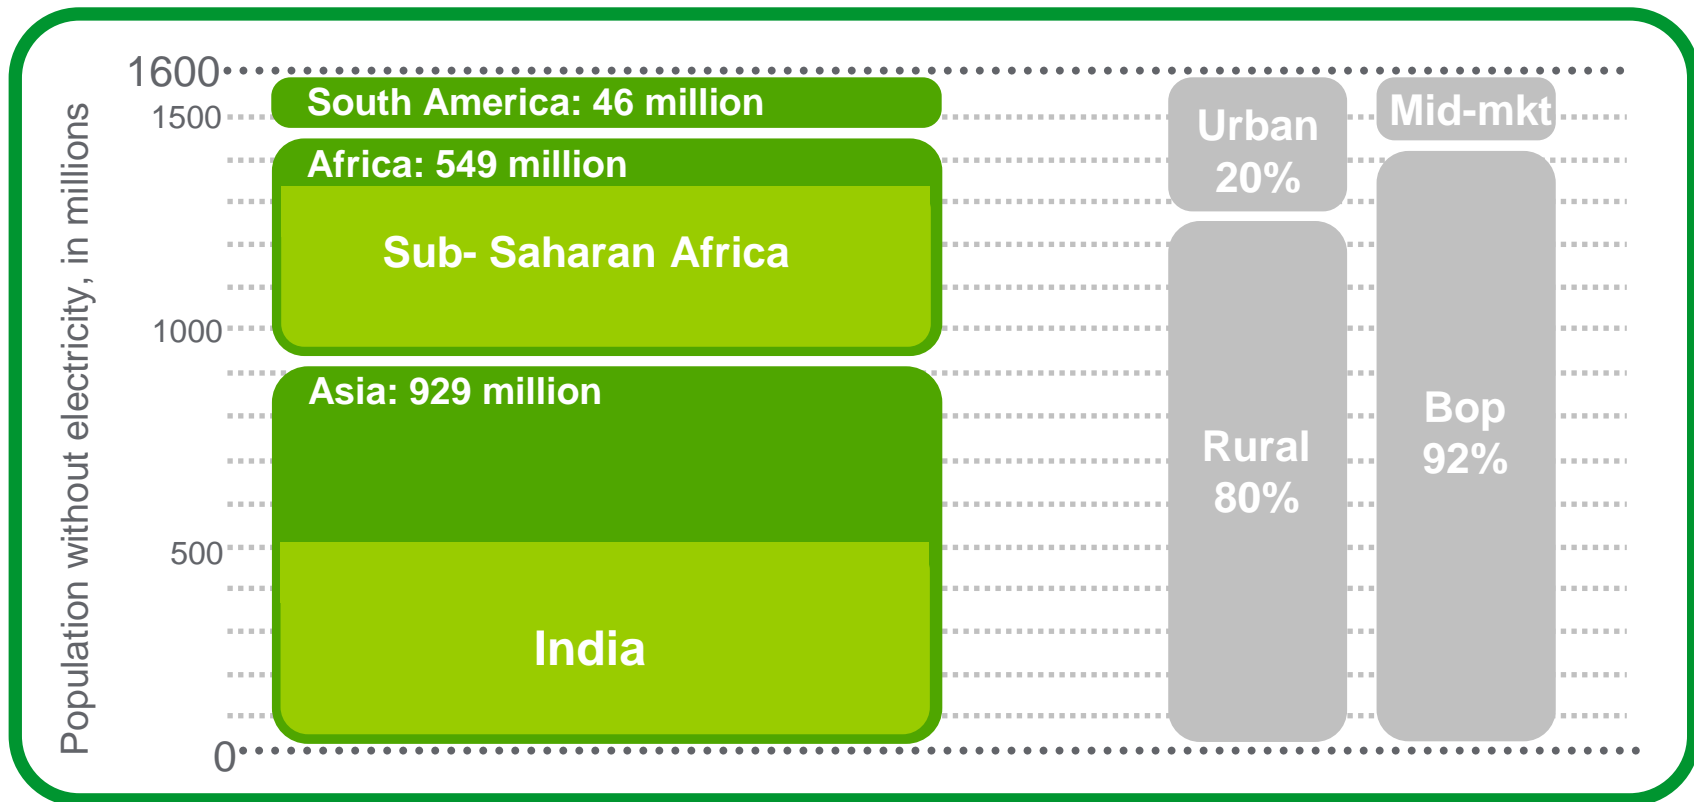 Population without electricity, in millions
1600
1500
1000
500
0
South America: 46 million
Africa: 549 million
Sub- Saharan Africa
Asia: 929 million
India
Urban
20%
Rural
80%
Mid-mkt
Bop
92%